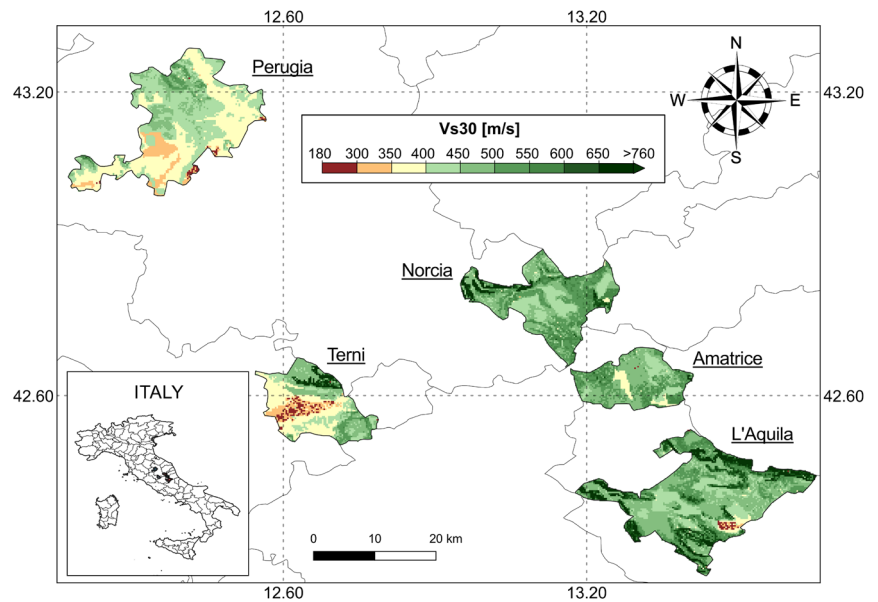 12.60 13.20
Perugia
N
43.20 43.20
W E
Vs30 [m/s]
180 300 350 400 450 500 600 650 >760
S
Norcia
Terni
Amatrice
ITALY
42.60 42.60
L'Aquila
0 10 20 km
12.60 13.20